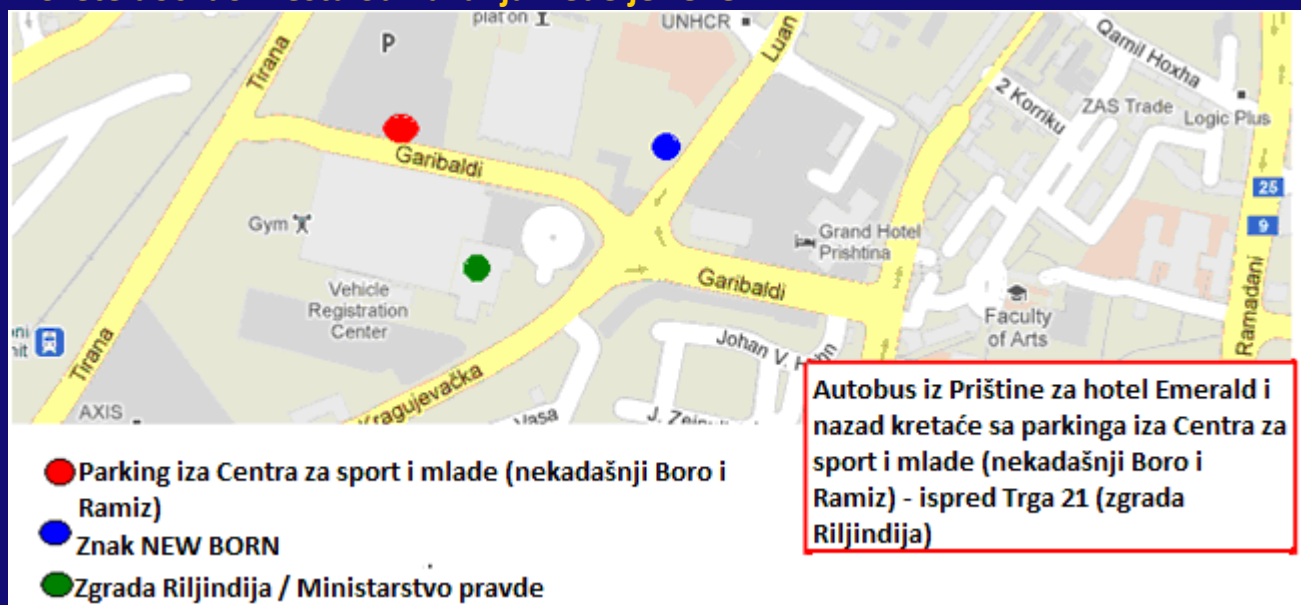 platon
UNHCR
Tirana
P
Luan
Qamil Hoxha
2 Korriku
ZAS Trade
Logic Plus
Garibaldi
25
9
Gym
Grand Hotel
Prishtina
Garibaldi
Vehicle
Registration
Center
Faculty
of Arts
Ramadani
Tirana
Johan V. Hahn
AXIS
Kragujevačka
Vasa
Autobus iz Prištine za hotel Emerald i
nazad kretaće sa parkinga iza Centra za
sport i mlade (nekadašnji Boro i
Ramiz) - ispred Trga 21 (zgrada
Riljindija)
Parking iza Centra za sport i mlade (nekadašnji Boro i
Ramiz)
Znak NEW BORN
Zgrada Riljindija / Ministarstvo pravde